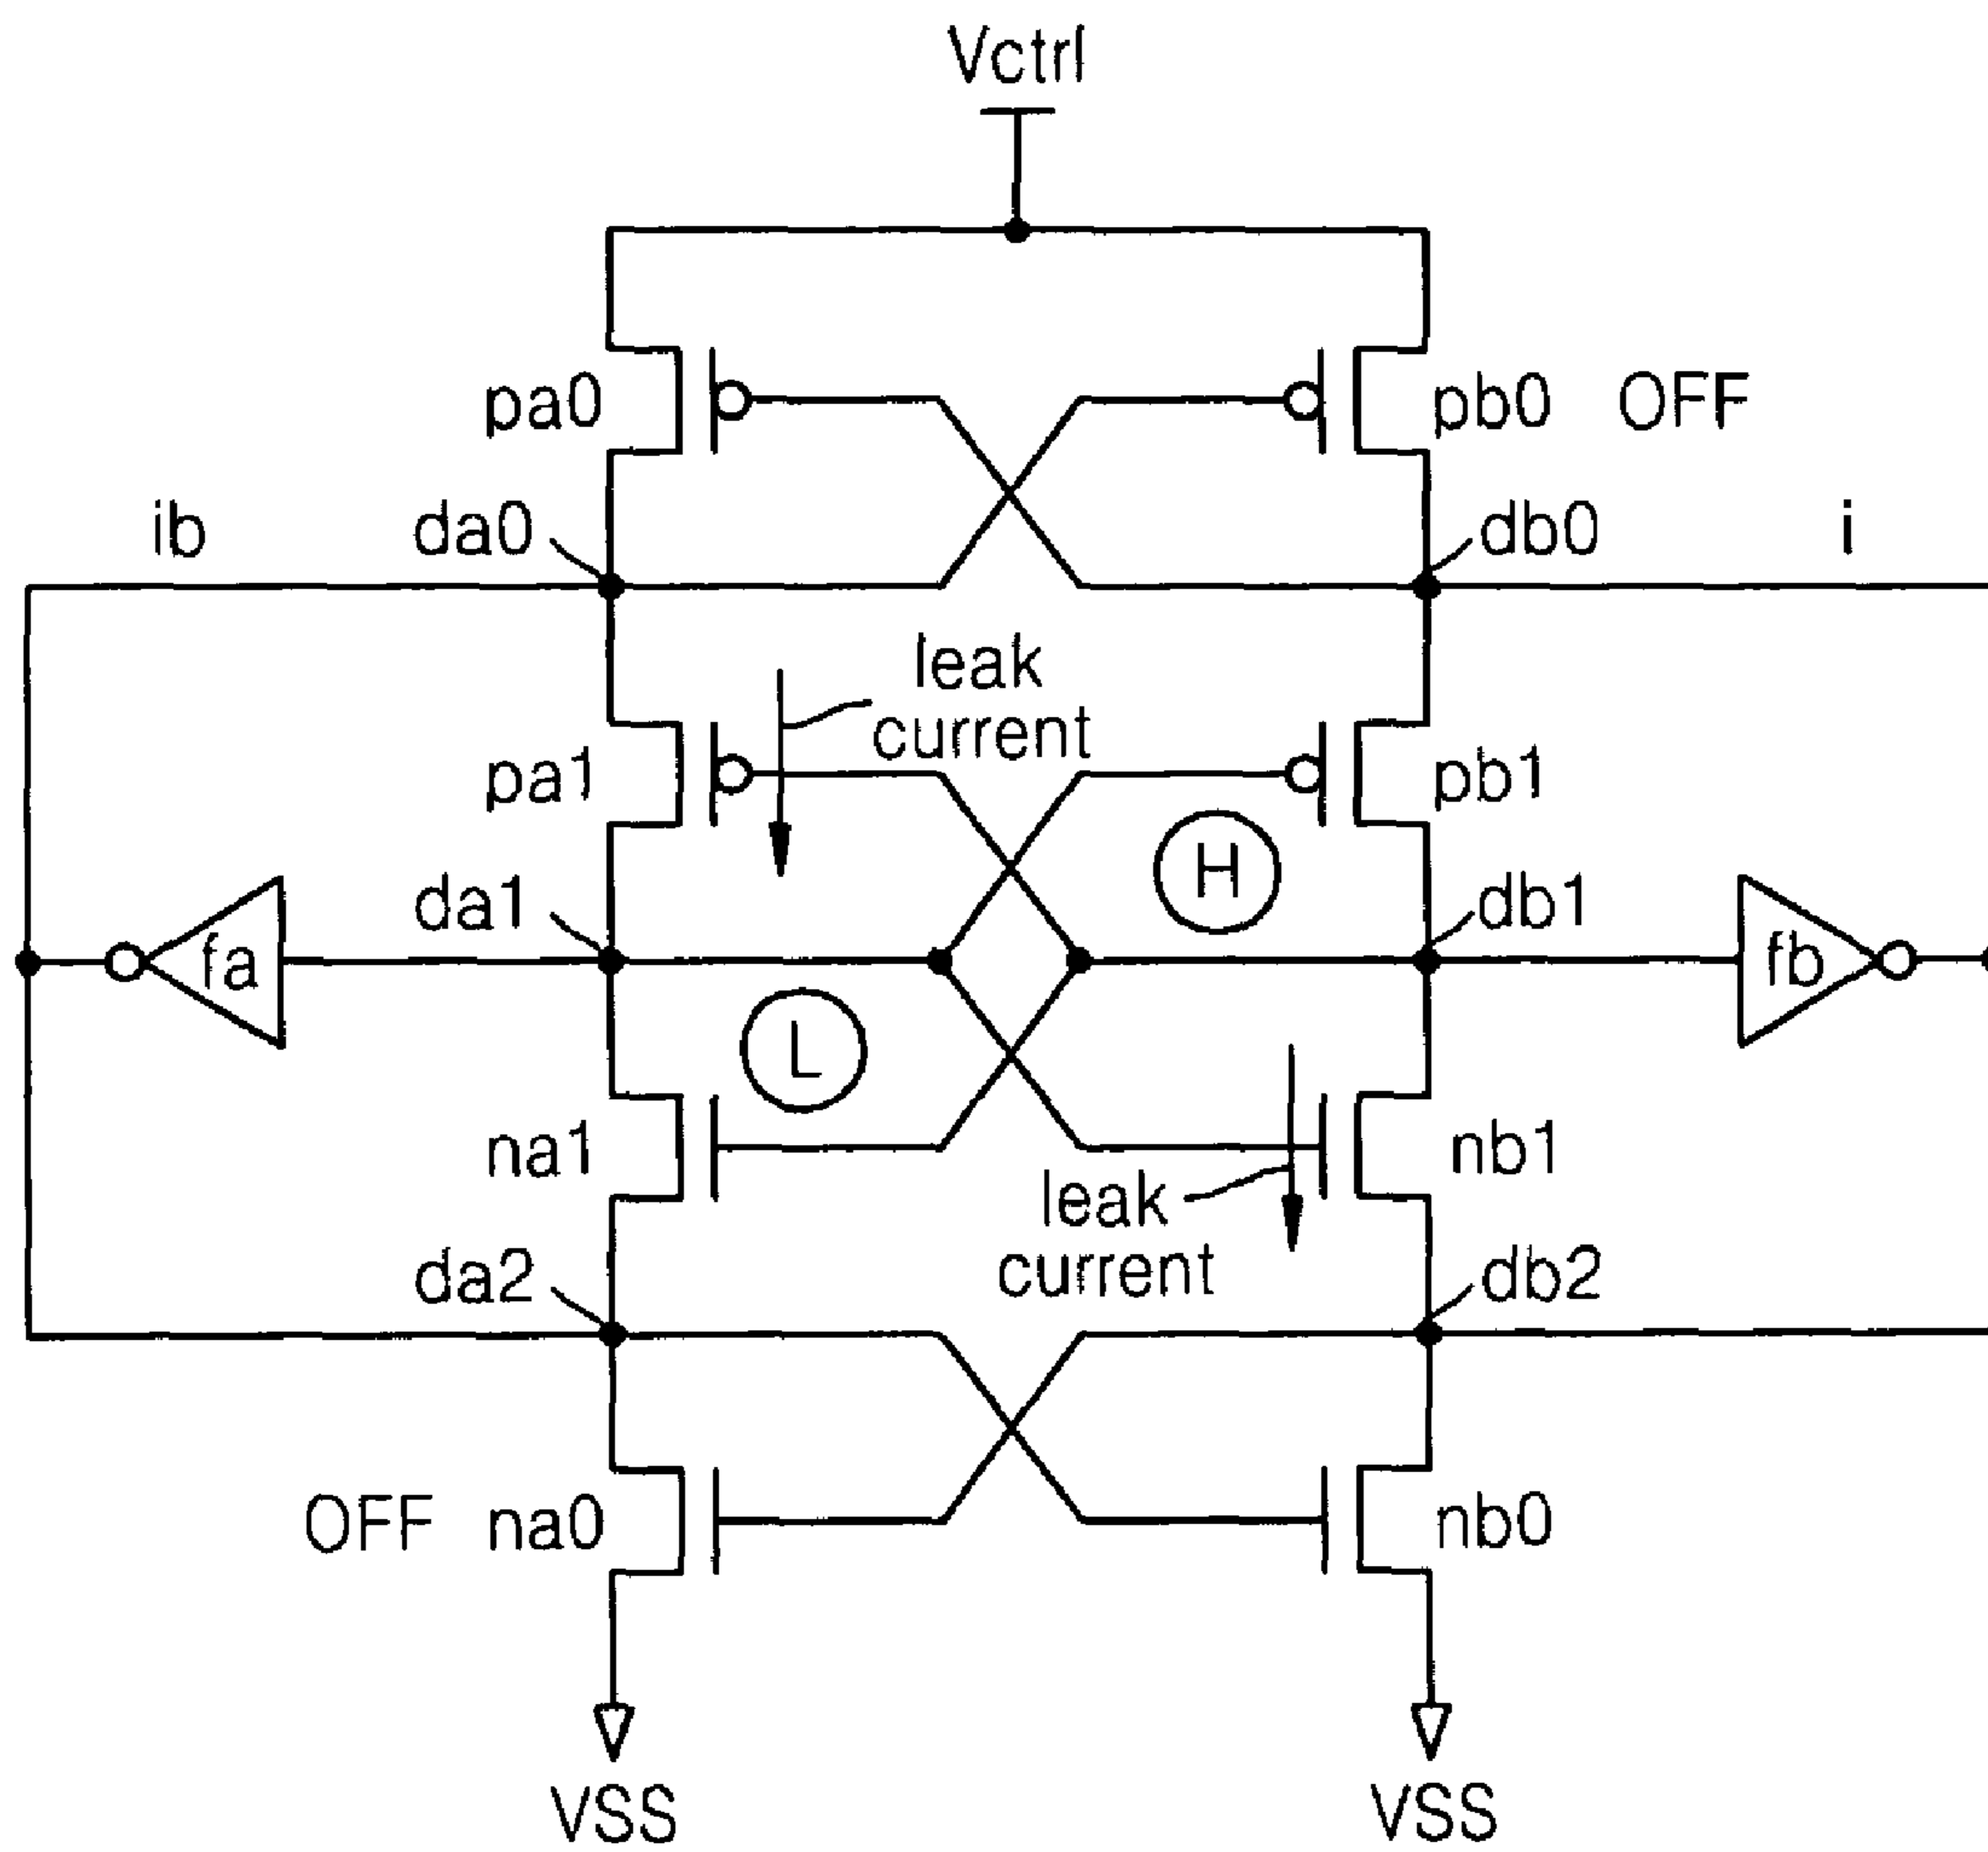 Vctrl
pa0
pb0 OFF
ib
da0
db0
i
leak
current
pa1
pb1
H
da1
db1
fa
fb
L
na1
nb1
leak
current
da2
db2
OFF na0
nb0
VSS
VSS